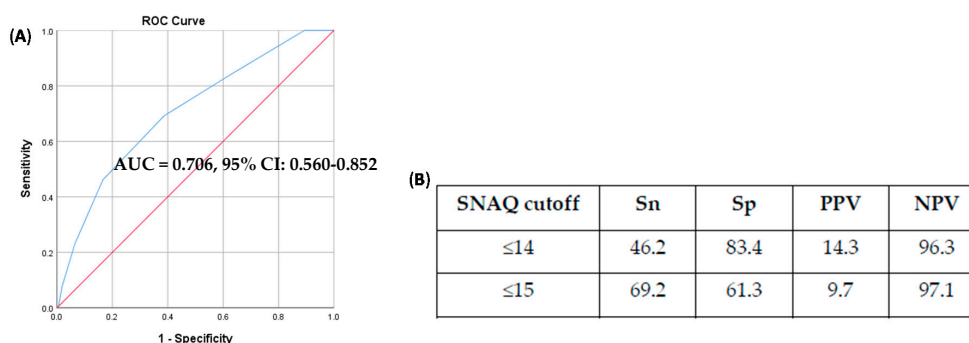 (A)
ROC Curve
1.0
0.8
0.6
0.4
0.2
0.0
Sensitivity
AUC = 0.706, 95% CI: 0.560-0.852
0.0 0.2 0.4 0.6 0.8 1.0
1 - Specificity
(B)
SNAQ cutoff Sn Sp PPV NPV
≤14 46.2 83.4 14.3 96.3
≤15 69.2 61.3 9.7 97.1